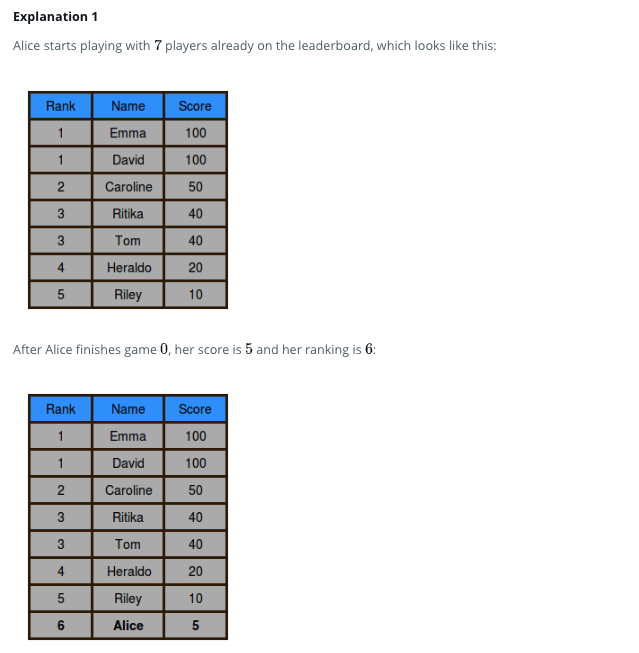 Explanation 1
Alice starts playing with 7 players already on the leaderboard, which looks like this:
Rank Name Score
1 Emma 100
1 David 100
2 Caroline 50
3 Ritika 40
3 Tom 40
4 Heraldo 20
5 Riley 10
After Alice finishes game 0, her score is 5 and her ranking is 6:
Rank Name Score
1 Emma 100
1 David 100
2 Caroline 50
3 Ritika 40
3 Tom 40
4 Heraldo 20
5 Riley 10
6 Alice 5